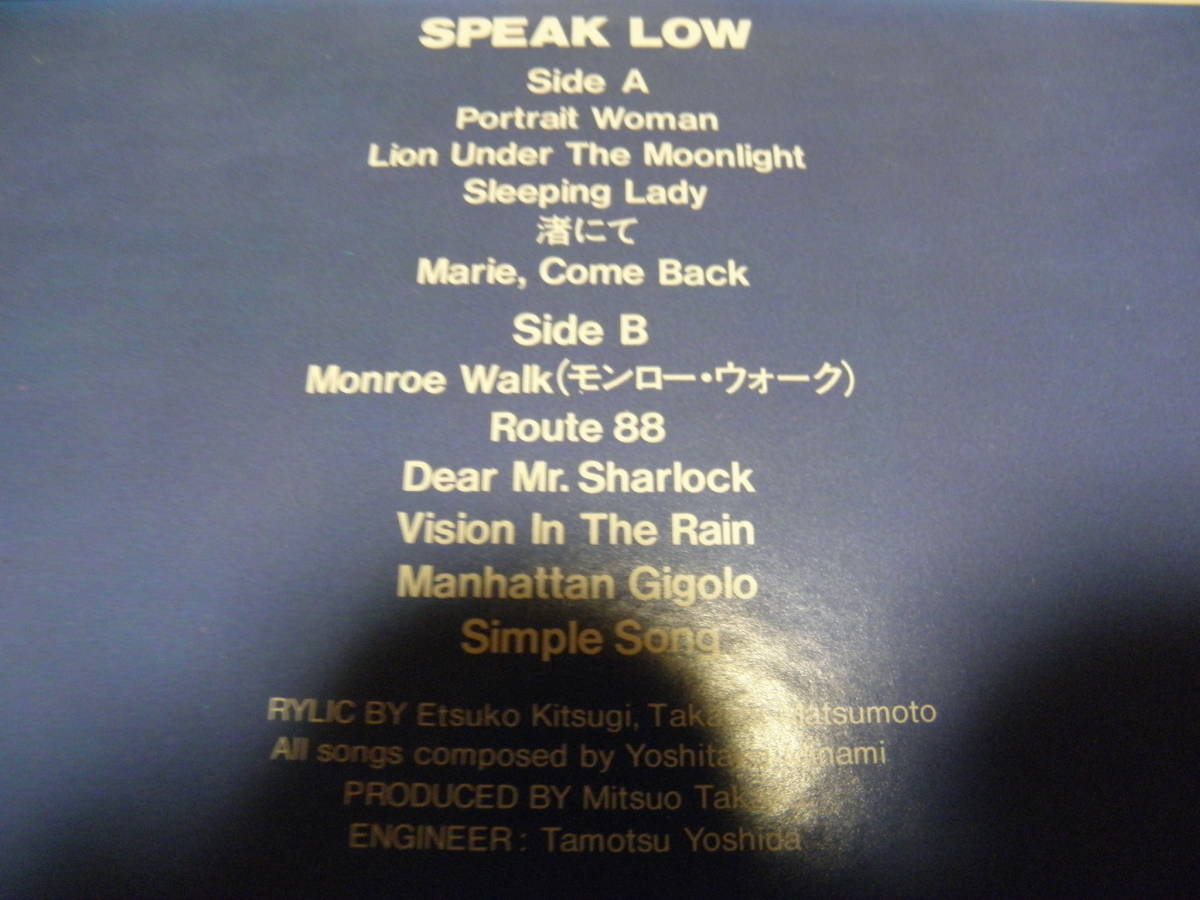 SPEAK LOW
Side A
Portrait Woman
Lion Under The Moonlight
Sleeping Lady
渚にて
Marie, Come Back
Side B
Monroe Walk(モンロー・ウォーク)
Route 88
Dear Mr. Sharlock
Vision In The Rain
Manhattan Gigolo
Simple Song
RYLIC BY Etsuko Kitsugi,
All songs composed by
PRODUCED BY Mitsuo
ENGINEER: Tamotsu Yoshida